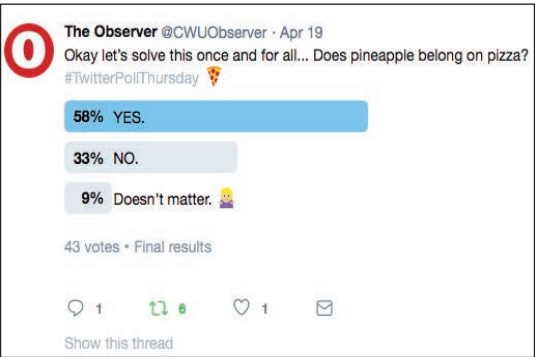 The Observer @CWUObserver · Apr 19
Okay let's solve this once and for all... Does pineapple belong on pizza?
#TwitterPollThursday 🍕
58% YES.
33% NO.
9% Doesn't matter. 🤷🏼‍♀️
43 votes • Final results
1 6 1
Show this thread